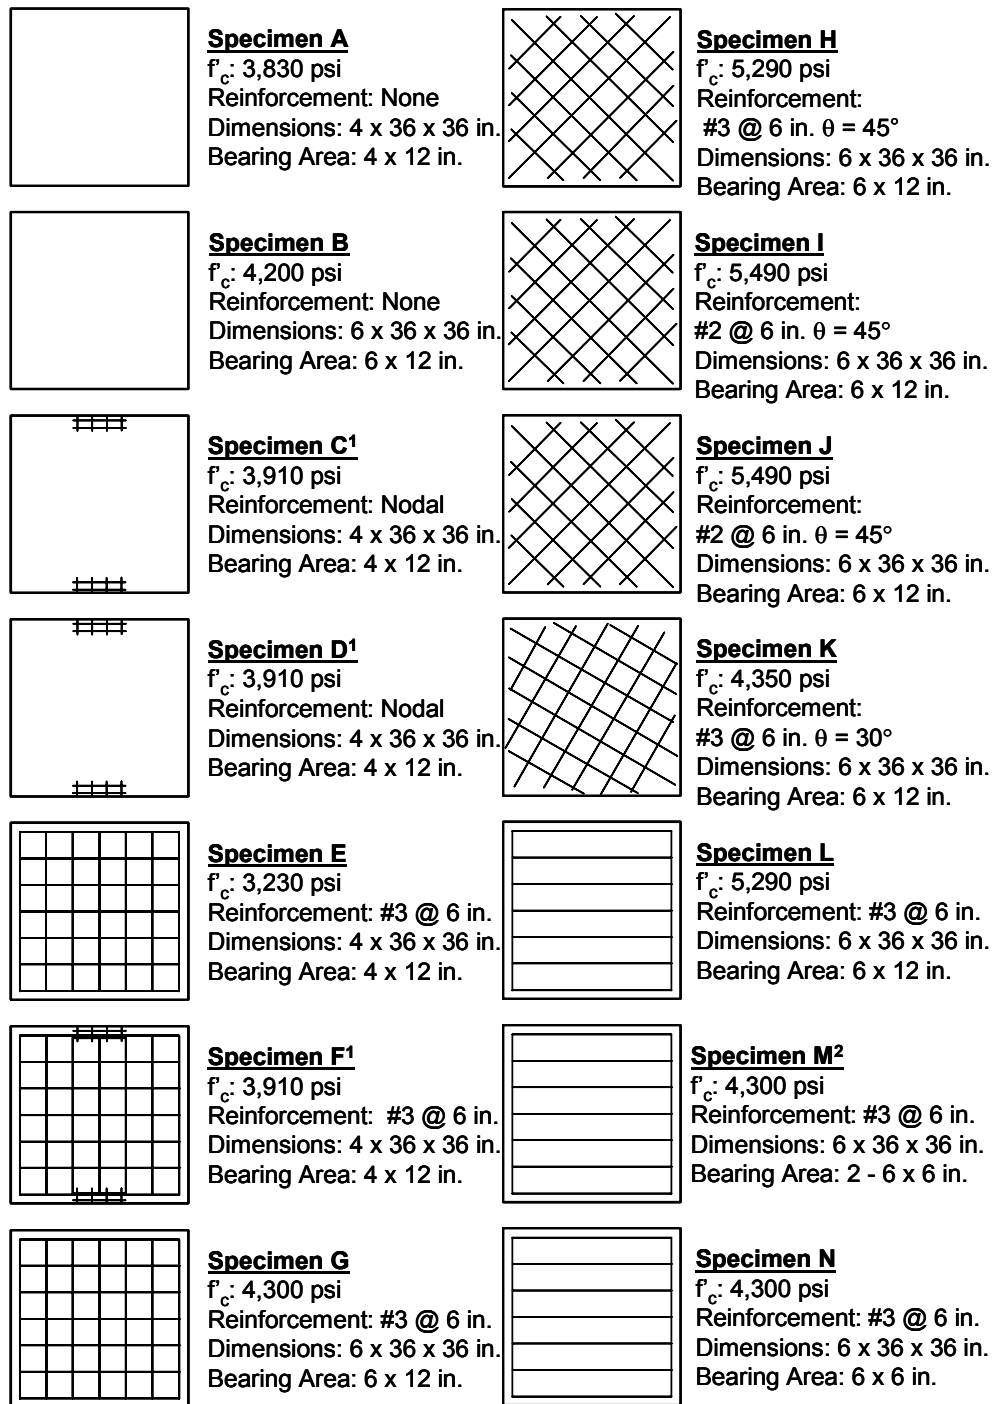 Specimen A
f'c: 3,830 psi
Reinforcement: None
Dimensions: 4 x 36 x 36 in.
Bearing Area: 4 x 12 in.
Specimen B
f'c: 4,200 psi
Reinforcement: None
Dimensions: 6 x 36 x 36 in.
Bearing Area: 6 x 12 in.
Specimen C¹
f'c: 3,910 psi
Reinforcement: Nodal
Dimensions: 4 x 36 x 36 in.
Bearing Area: 4 x 12 in.
Specimen D¹
f'c: 3,910 psi
Reinforcement: Nodal
Dimensions: 4 x 36 x 36 in.
Bearing Area: 4 x 12 in.
Specimen E
f'c: 3,230 psi
Reinforcement: #3 @ 6 in.
Dimensions: 4 x 36 x 36 in.
Bearing Area: 4 x 12 in.
Specimen F¹
f'c: 3,910 psi
Reinforcement: #3 @ 6 in.
Dimensions: 4 x 36 x 36 in.
Bearing Area: 4 x 12 in.
Specimen G
f'c: 4,300 psi
Reinforcement: #3 @ 6 in.
Dimensions: 6 x 36 x 36 in.
Bearing Area: 6 x 12 in.
Specimen H
f'c: 5,290 psi
Reinforcement:
#3 @ 6 in. θ = 45°
Dimensions: 6 x 36 x 36 in.
Bearing Area: 6 x 12 in.
Specimen I
f'c: 5,490 psi
Reinforcement:
#2 @ 6 in. θ = 45°
Dimensions: 6 x 36 x 36 in.
Bearing Area: 6 x 12 in.
Specimen J
f'c: 5,490 psi
Reinforcement:
#2 @ 6 in. θ = 45°
Dimensions: 6 x 36 x 36 in.
Bearing Area: 6 x 12 in.
Specimen K
f'c: 4,350 psi
Reinforcement:
#3 @ 6 in. θ = 30°
Dimensions: 6 x 36 x 36 in.
Bearing Area: 6 x 12 in.
Specimen L
f'c: 5,290 psi
Reinforcement: #3 @ 6 in.
Dimensions: 6 x 36 x 36 in.
Bearing Area: 6 x 12 in.
Specimen M²
f'c: 4,300 psi
Reinforcement: #3 @ 6 in.
Dimensions: 6 x 36 x 36 in.
Bearing Area: 2 - 6 x 6 in.
Specimen N
f'c: 4,300 psi
Reinforcement: #3 @ 6 in.
Dimensions: 6 x 36 x 36 in.
Bearing Area: 6 x 6 in.